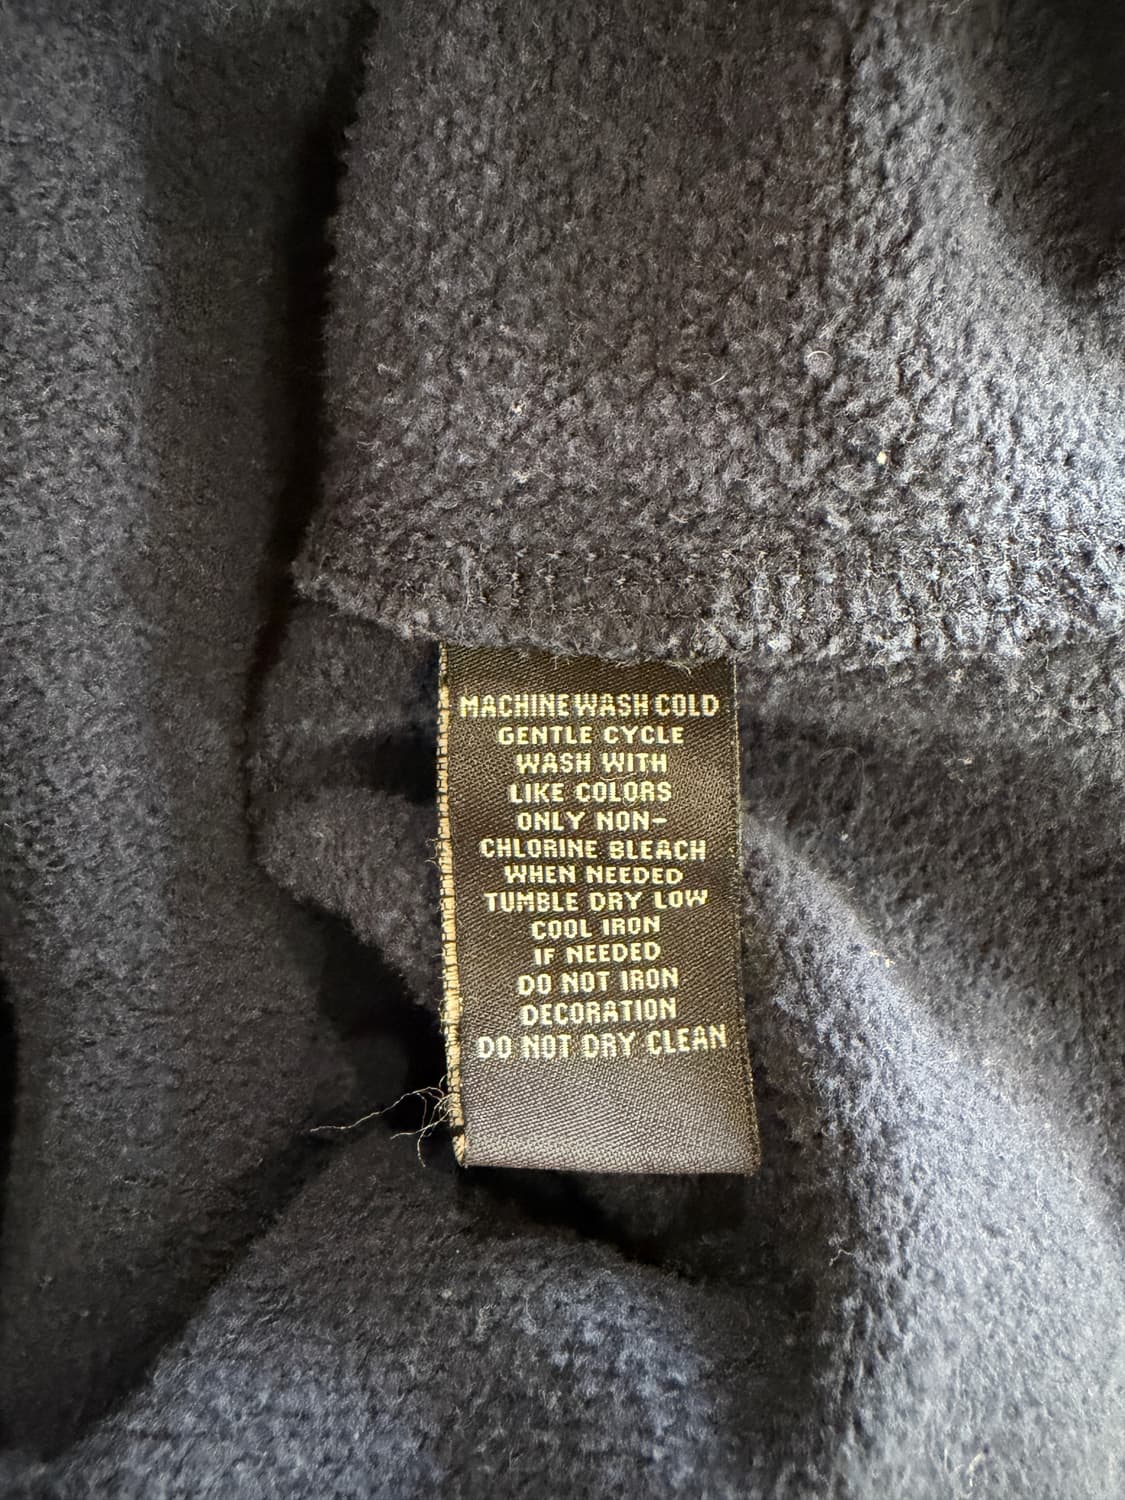 MACHINE WASH COLD
GENTLE CYCLE
WASH WITH
LIKE COLORS
ONLY NON-
CHLORINE BLEACH
WHEN NEEDED
TUMBLE DRY LOW
COOL IRON
IF NEEDED
DO NOT IRON
DECORATION
DO NOT DRY CLEAN